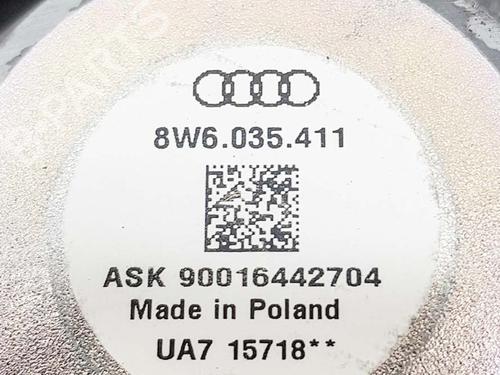 8W6.035.411
ASK 90016442704
Made in Poland
UA7 15718**